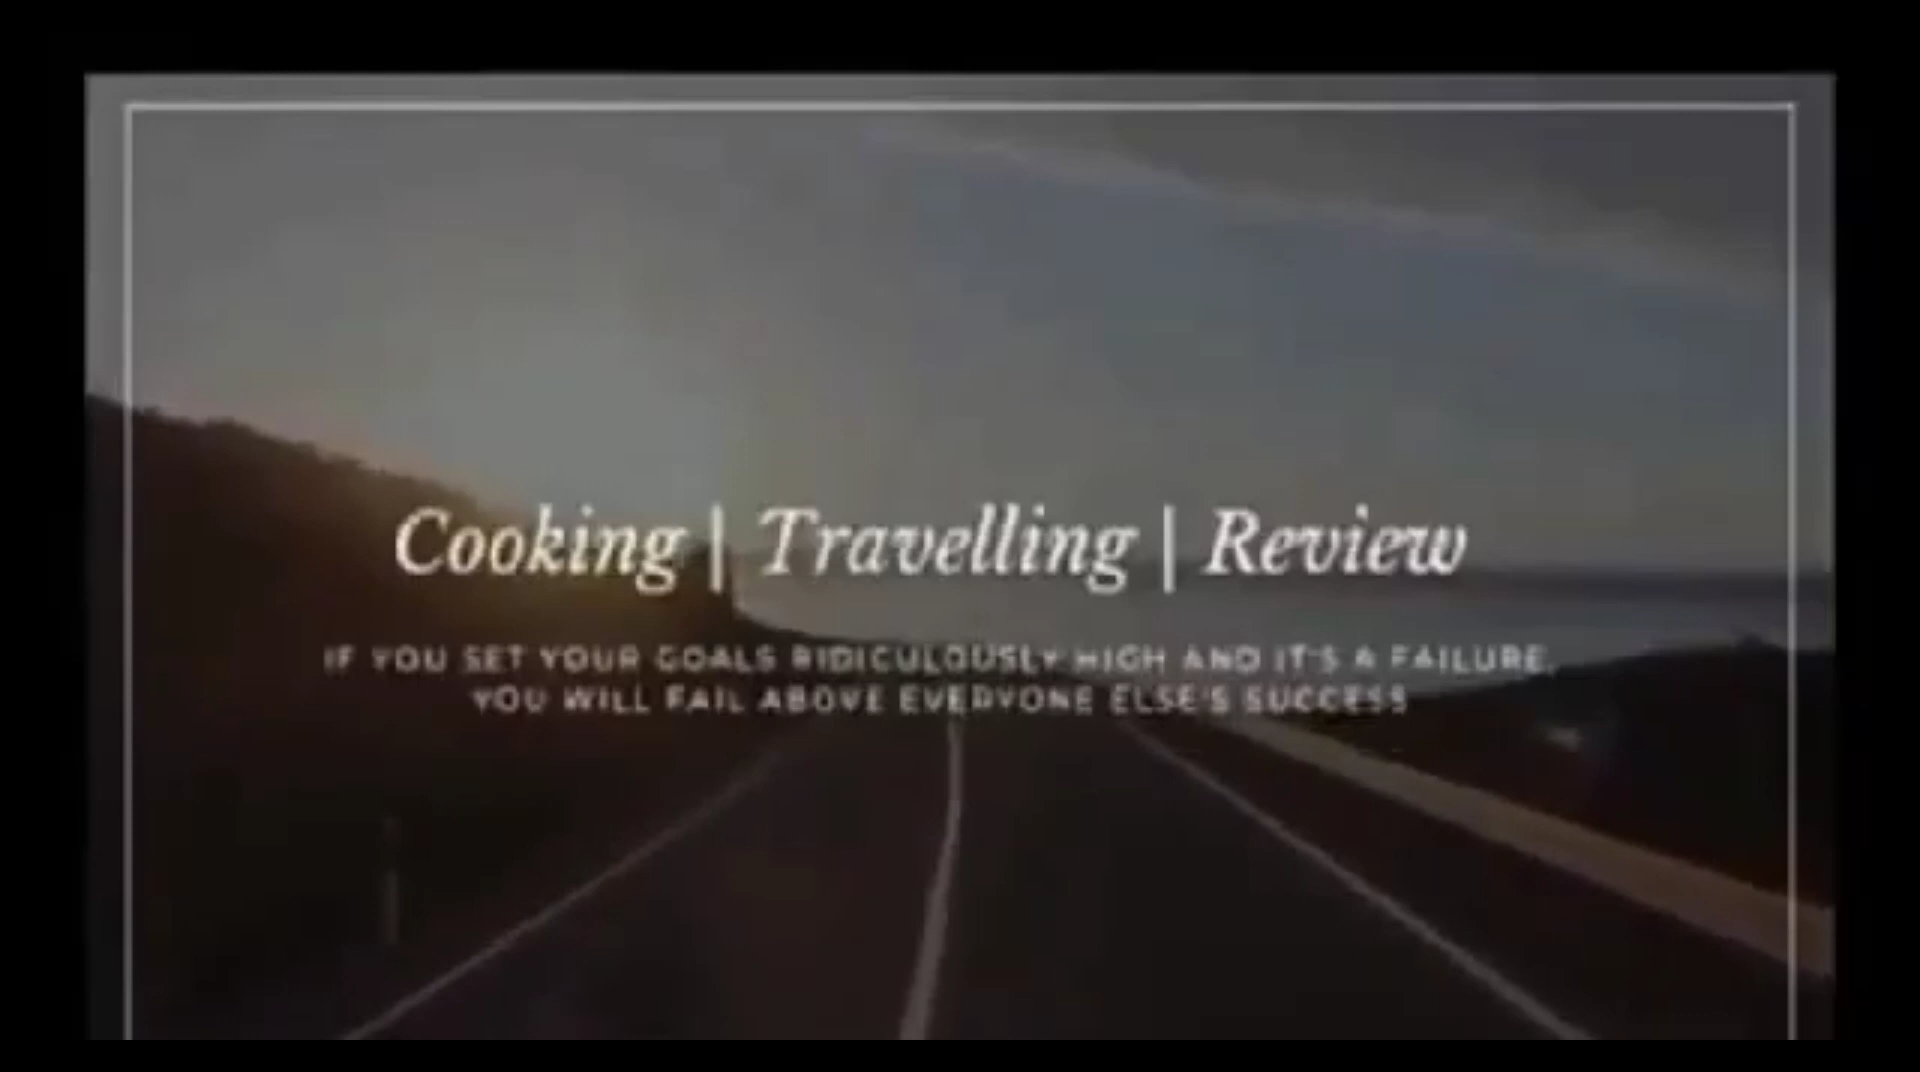 Cooking | Travelling | Review
IF YOU SET YOUR GOALS RIDICULOUSLY HIGH AND IT'S A FAILURE,
YOU WILL FAIL ABOVE EVERYONE ELSE'S SUCCESS